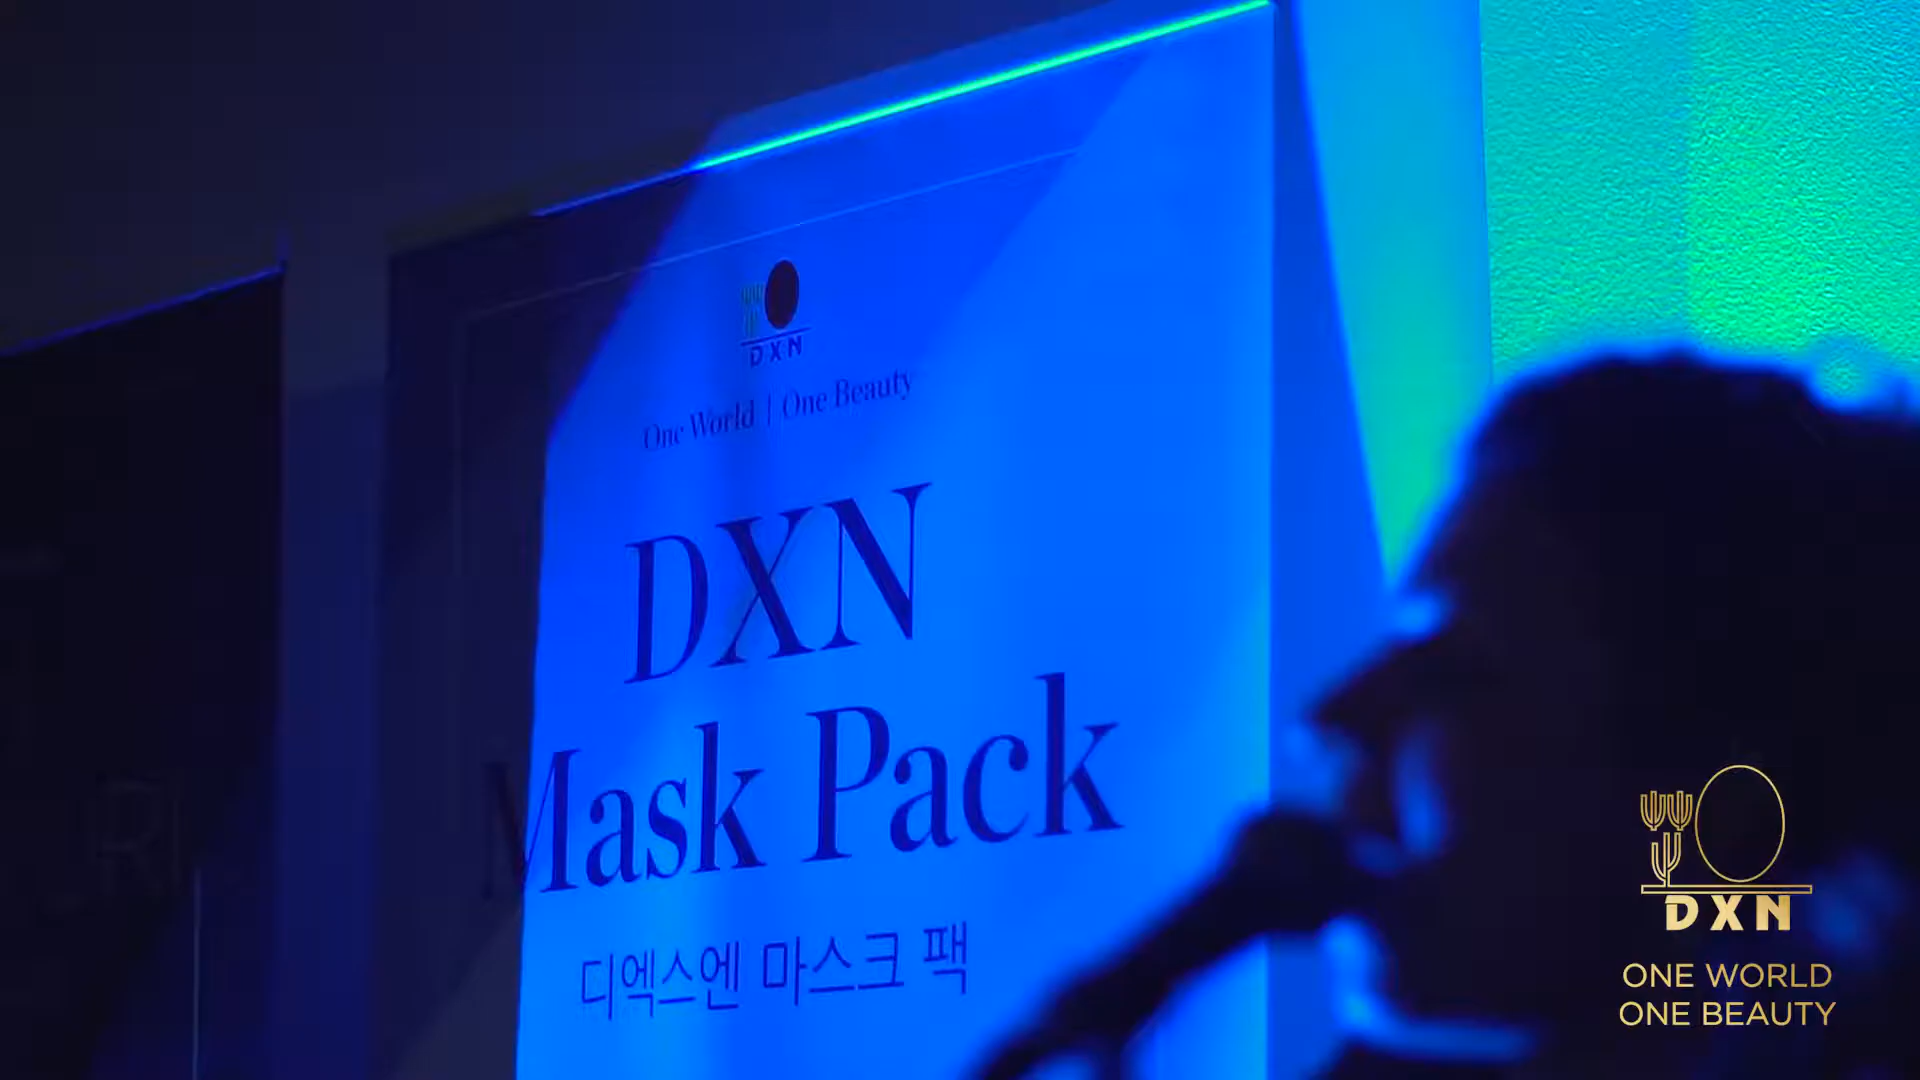 DXN
One World | One Beauty
DXN
Mask Pack
디엑스엔 마스크 팩
DXN
ONE WORLD
ONE BEAUTY